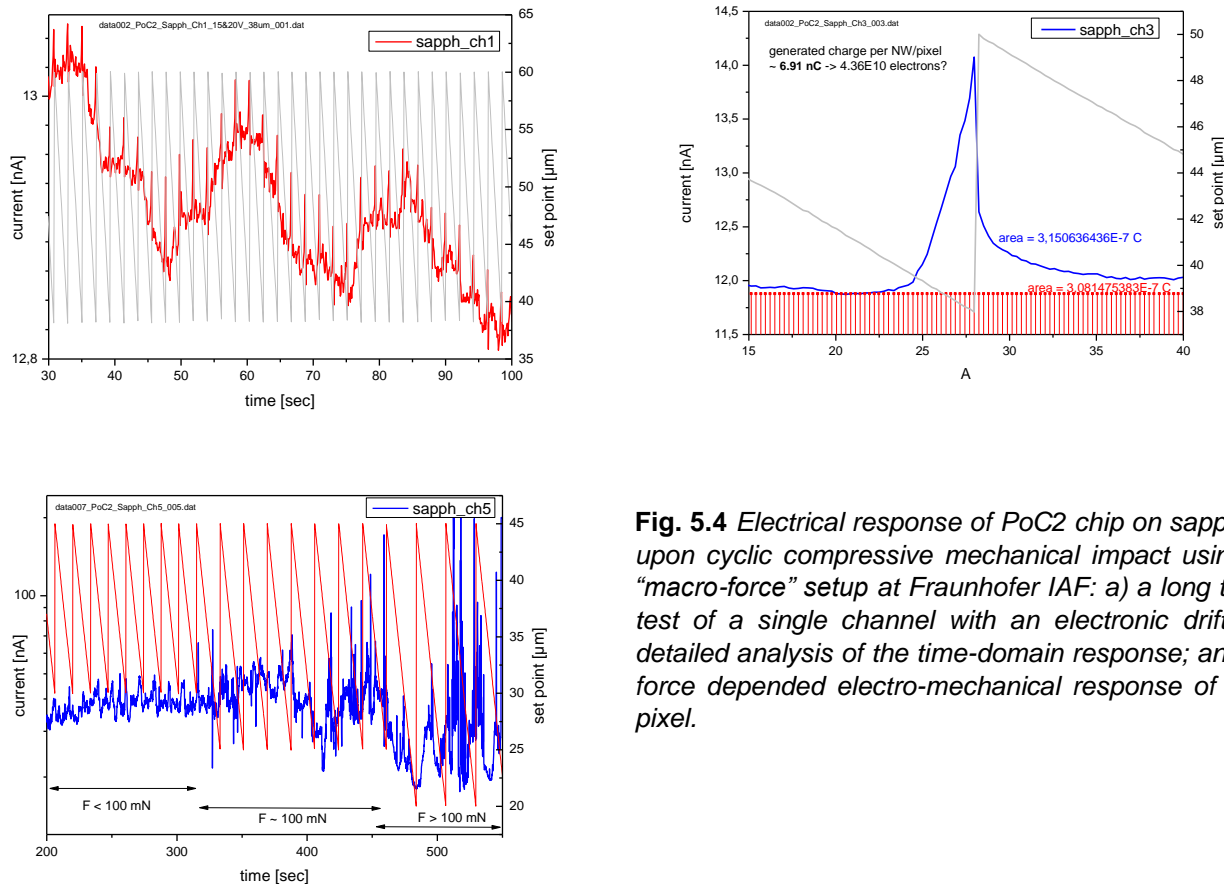 data002_PoC2_Sapph_Ch1_15&20V_38um_001.dat
sapph_ch1
13
12,8
current [nA]
65
60
55
50
45
40
35
set point [µm]
30 40 50 60 70 80 90 100
time [sec]
data002_PoC2_Sapph_Ch3_003.dat
sapph_ch3
generated charge per NW/pixel
~ 6.91 nC -> 4.36E10 electrons?
14,5
14,0
13,5
13,0
12,5
12,0
11,5
current [nA]
area = 3,150636436E-7 C
area = 3,081475383E-7 C
50
48
46
44
42
40
38
set point [µm]
15 20 25 30 35 40
A
data007_PoC2_Sapph_Ch5_005.dat
sapph_ch5
100
current [nA]
45
40
35
30
25
20
set point [µm]
F < 100 mN
F ~ 100 mN
F > 100 mN
200 300 400 500
time [sec]
Fig. 5.4 Electrical response of PoC2 chip on sapp
upon cyclic compressive mechanical impact usin
“macro-force” setup at Fraunhofer IAF: a) a long t
test of a single channel with an electronic drift
detailed analysis of the time-domain response; an
force depended electro-mechanical response of
pixel.